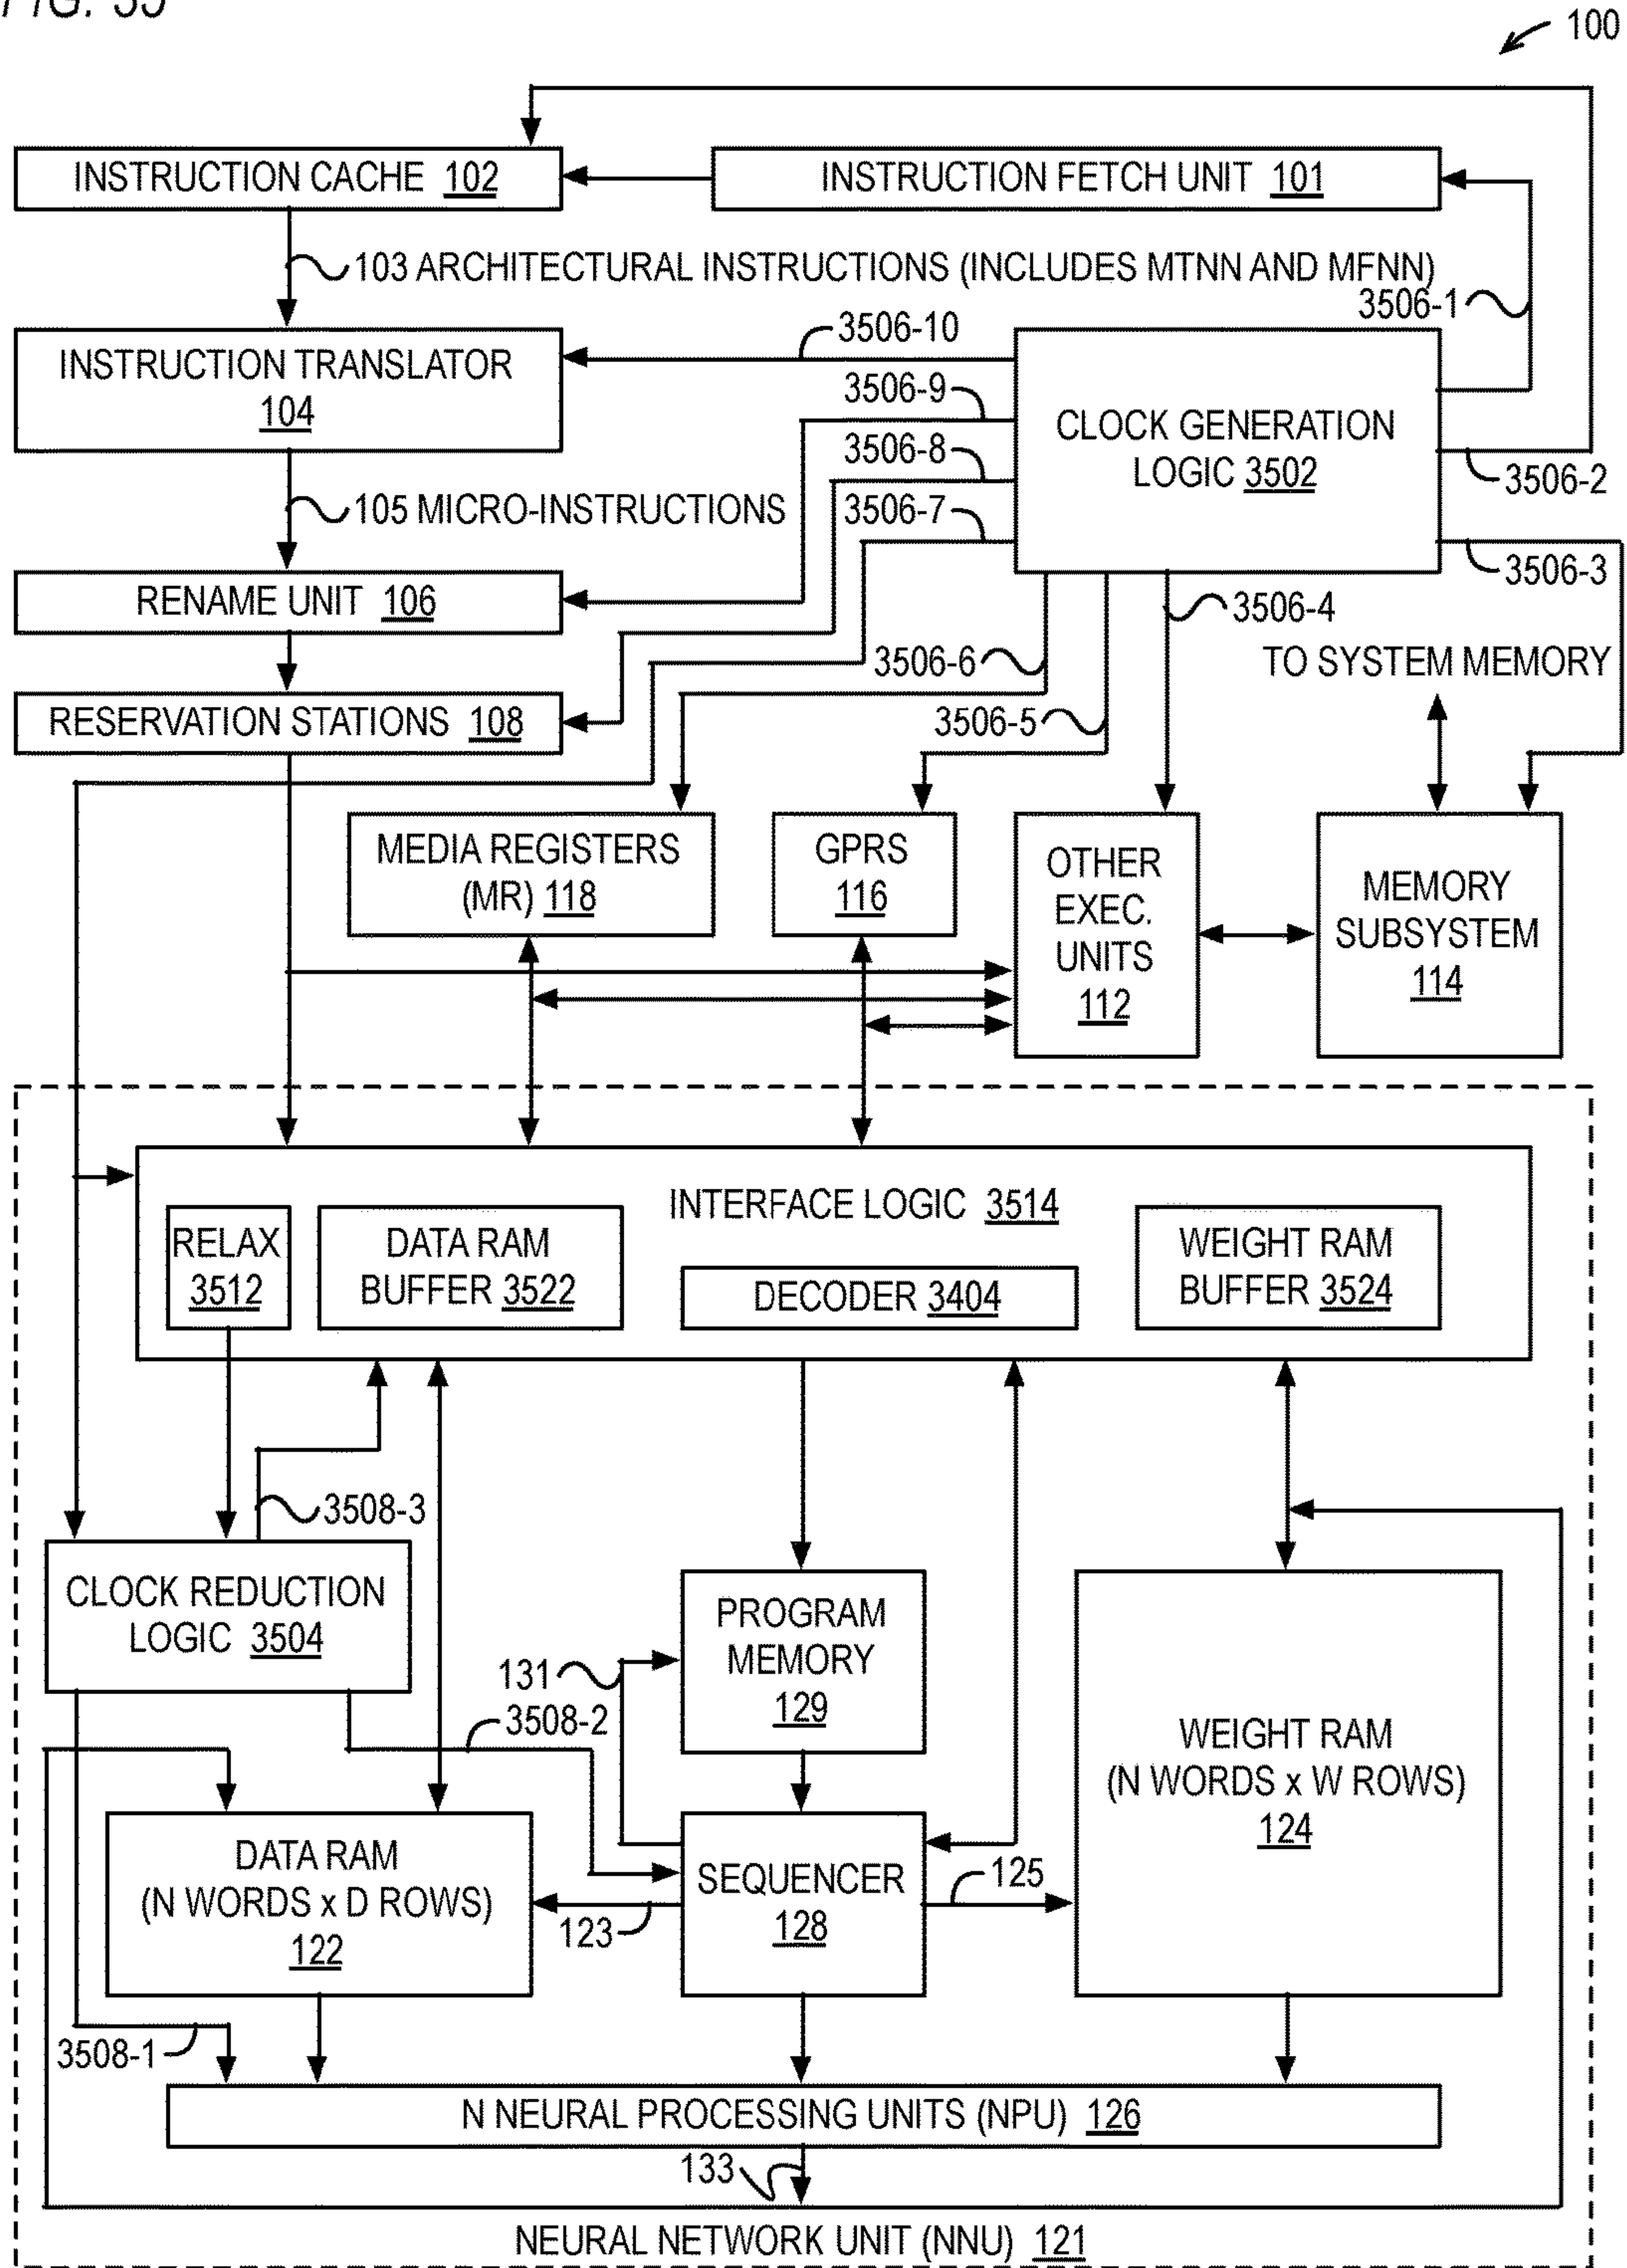 FIG. 35
100
INSTRUCTION CACHE 102
INSTRUCTION FETCH UNIT 101
103 ARCHITECTURAL INSTRUCTIONS (INCLUDES MTNN AND MFNN)
3506-1
3506-10
INSTRUCTION TRANSLATOR
104
3506-9
CLOCK GENERATION
LOGIC 3502
3506-8
3506-2
105 MICRO-INSTRUCTIONS
3506-7
3506-3
RENAME UNIT 106
3506-4
3506-6
TO SYSTEM MEMORY
RESERVATION STATIONS 108
3506-5
MEDIA REGISTERS
(MR) 118
GPRS
116
OTHER
EXEC.
UNITS
112
MEMORY
SUBSYSTEM
114
INTERFACE LOGIC 3514
RELAX
3512
DATA RAM
BUFFER 3522
DECODER 3404
WEIGHT RAM
BUFFER 3524
3508-3
CLOCK REDUCTION
LOGIC 3504
PROGRAM
MEMORY
129
131
3508-2
WEIGHT RAM
(N WORDS x W ROWS)
124
DATA RAM
(N WORDS x D ROWS)
122
SEQUENCER
128
125
123
3508-1
N NEURAL PROCESSING UNITS (NPU) 126
133
NEURAL NETWORK UNIT (NNU) 121